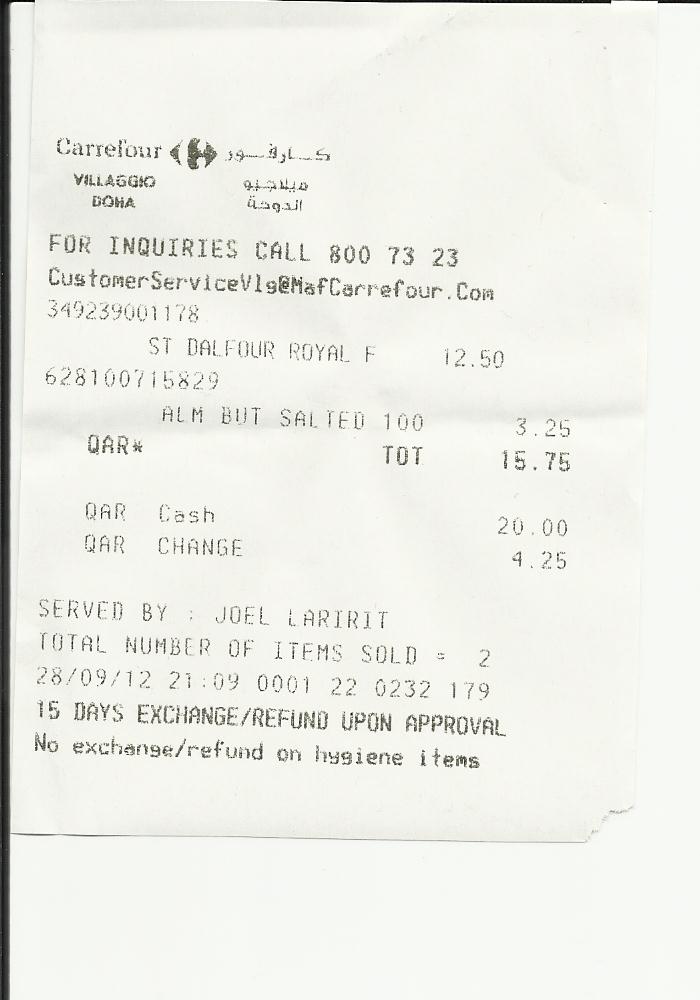 Carrefour كارفور
VILLAGGIO فيلاجيو
DOHA الدوحة
FOR INQUIRIES CALL 800 73 23
CustomerServiceVlg@MafCarrefour.Com
349239001178
ST DALFOUR ROYAL F 12.50
628100715829
ALM BUT SALTED 100 3.25
QAR* TOT 15.75
QAR Cash 20.00
QAR CHANGE 4.25
SERVED BY : JOEL LARIRIT
TOTAL NUMBER OF ITEMS SOLD = 2
28/09/12 21:09 0001 22 0232 179
15 DAYS EXCHANGE/REFUND UPON APPROVAL
No exchange/refund on hygiene items